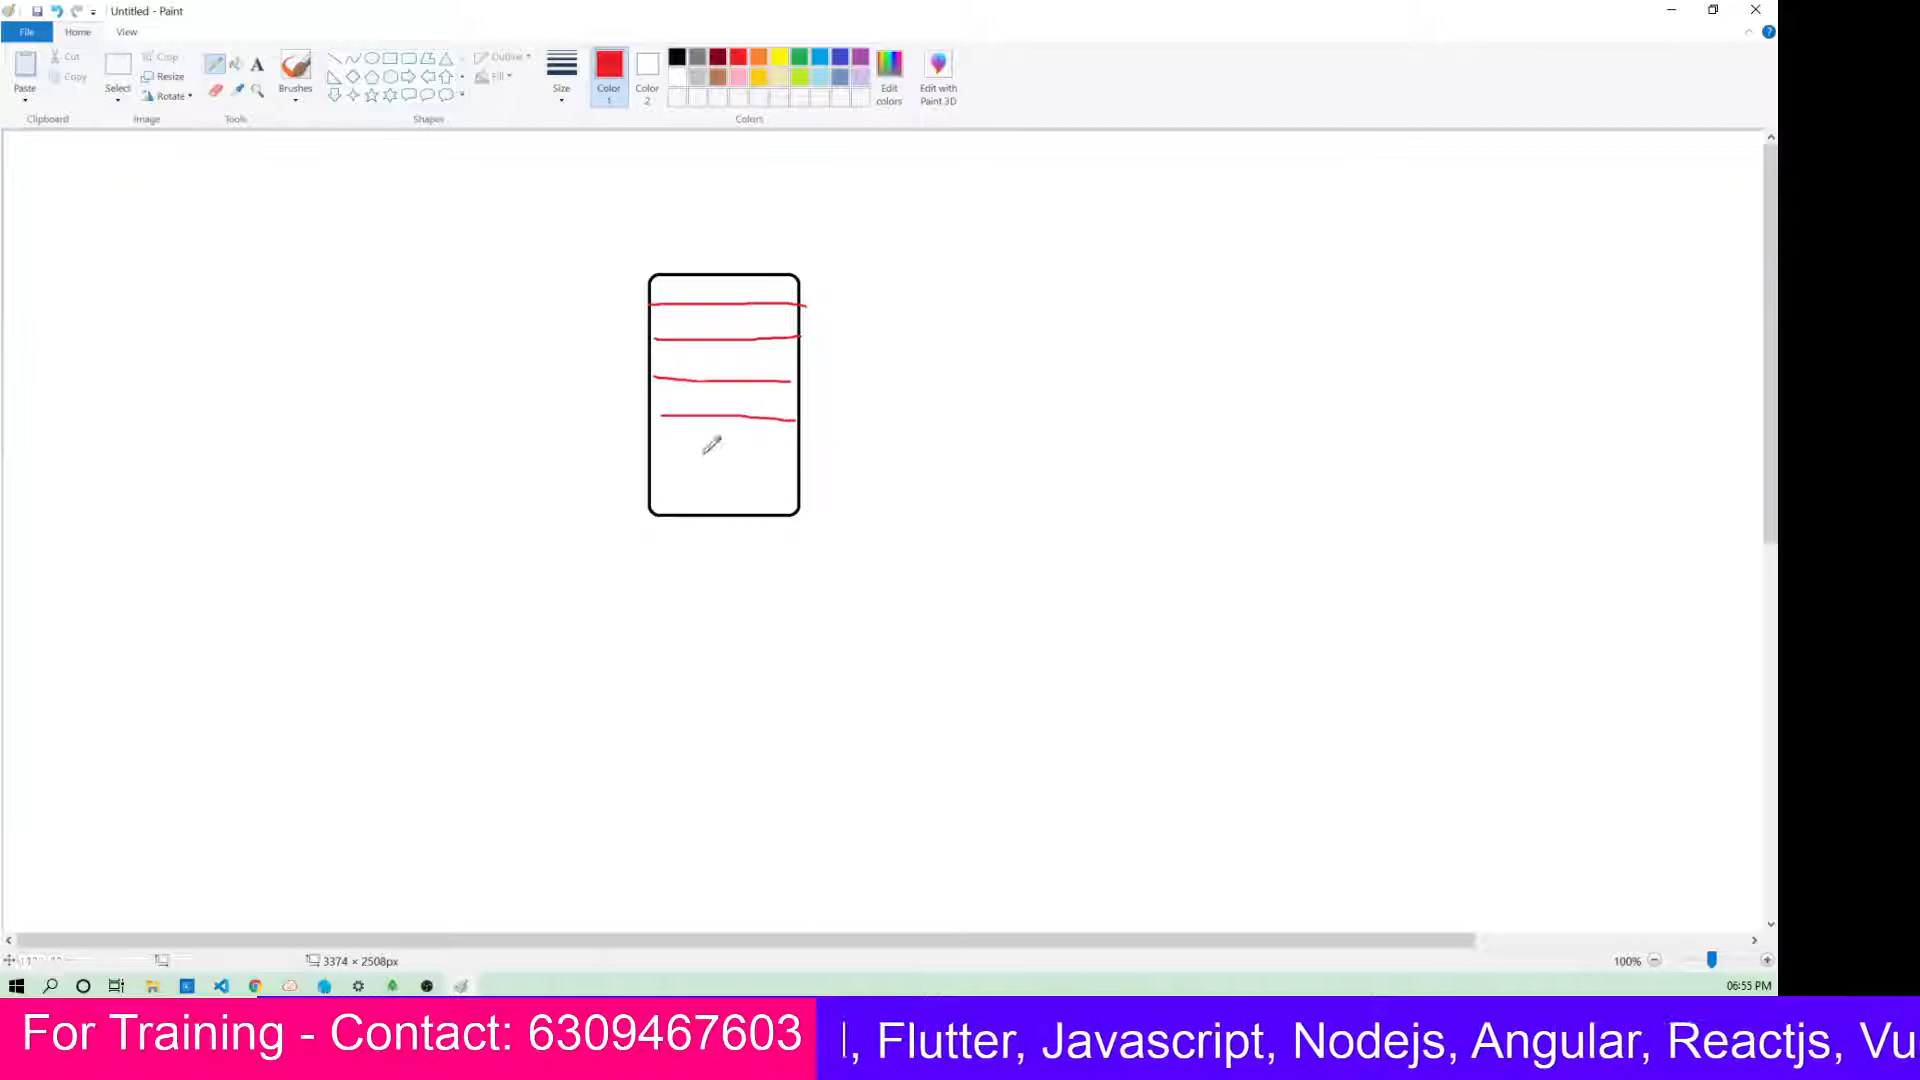 Untitled - Paint
File Home View
Paste
Cut
Copy
Clipboard
Select
Crop
Resize
Rotate
Image
A
Tools
Brushes
Outline
Fill
Shapes
Size
Color 1
Color 2
Edit colors
Colors
Edit with Paint 3D
3374 × 2508px
100%
06:55 PM
For Training - Contact: 6309467603
, Flutter, Javascript, Nodejs, Angular, Reactjs, Vu